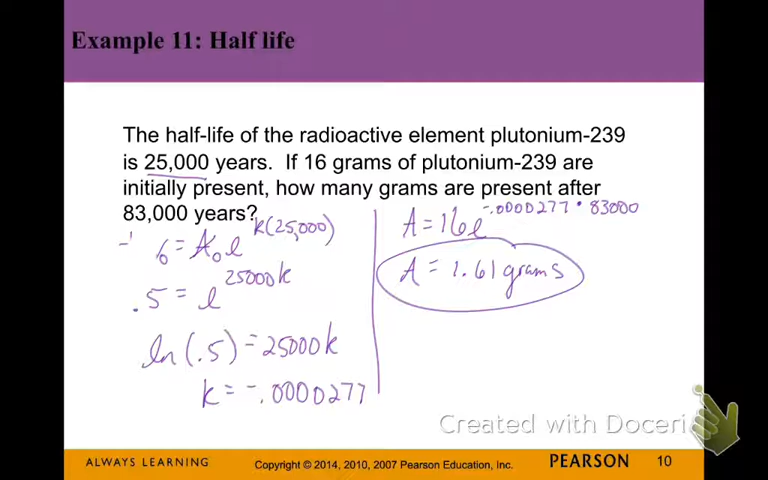 Example 11: Half life
The half-life of the radioactive element plutonium-239
is 25,000 years. If 16 grams of plutonium-239 are
initially present, how many grams are present after
83,000 years?
6 = A₀ e^k(25,000)
.5 = e^25000k
ln (.5) = 25000k
k = -.0000277
A = 16e^-.0000277 · 83000
A = 1.61 grams
Created with Doceri
ALWAYS LEARNING
Copyright © 2014, 2010, 2007 Pearson Education, Inc.
PEARSON
10